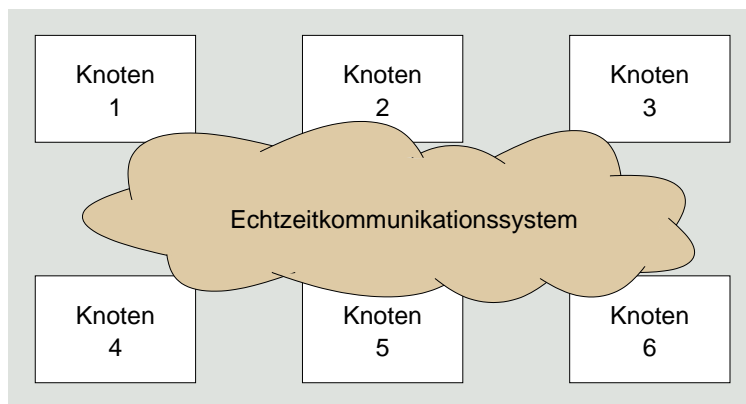 Knoten
1
Knoten
2
Knoten
3
Echtzeitkommunikationssystem
Knoten
4
Knoten
5
Knoten
6